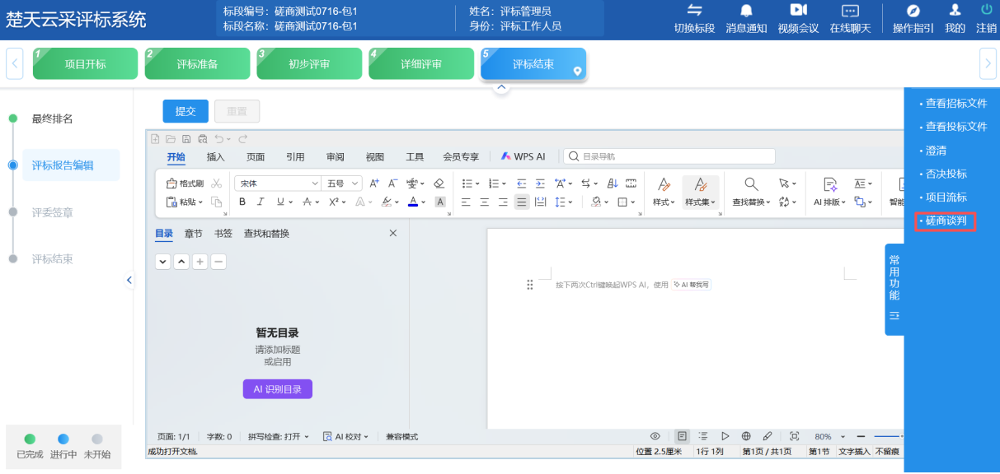 楚天云采评标系统
标段编号：磋商测试0716-包1
标段名称：磋商测试0716-包1
姓名：评标管理员
身份：评标工作人员
切换标段 消息通知 视频会议 在线聊天 操作指引 我的 注销
1 项目开标 2 评标准备 3 初步评审 4 详细评审 5 评标结束
最终排名
评标报告编辑
评委签章
评标结束
已完成 进行中 未开始
提交 重置
开始 插入 页面 引用 审阅 视图 工具 会员专享 WPS AI 目录导航
格式刷 宋体 五号 A⁺ A⁻
粘贴 B I U A X² A A A 样式 样式集 查找替换 AI 排版
目录 章节 书签 查找和替换
按下两次Ctrl键唤起WPS AI，使用 AI 帮我写
暂无目录
请添加标题
或启用
AI 识别目录
页面: 1/1 字数: 0 拼写检查: 打开 AI 校对 兼容模式 80%
成功打开文档. 位置 2.5厘米 1行 1列 第1页 / 共1页 第1节 文字插入 不留痕
查看招标文件
查看投标文件
澄清
否决投标
项目流标
磋商谈判
常用功能